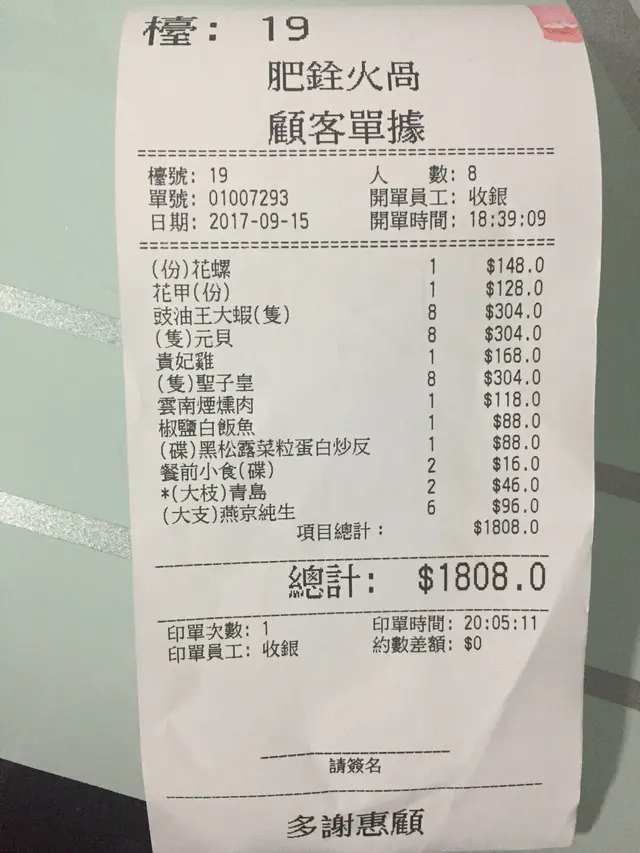 檯: 19
肥銓火咼
顧客單據
檯號: 19 人 數: 8
單號: 01007293 開單員工: 收銀
日期: 2017-09-15 開單時間: 18:39:09
(份)花螺 1 $148.0
花甲(份) 1 $128.0
豉油王大蝦(隻) 8 $304.0
(隻)元貝 8 $304.0
貴妃雞 1 $168.0
(隻)聖子皇 8 $304.0
雲南煙燻肉 1 $118.0
椒鹽白飯魚 1 $88.0
(碟)黑松露菜粒蛋白炒反 1 $88.0
餐前小食(碟) 2 $16.0
*(大枝)青島 2 $46.0
(大支)燕京純生 6 $96.0
項目總計: $1808.0
總計: $1808.0
印單次數: 1 印單時間: 20:05:11
印單員工: 收銀 約數差額: $0
請簽名
多謝惠顧